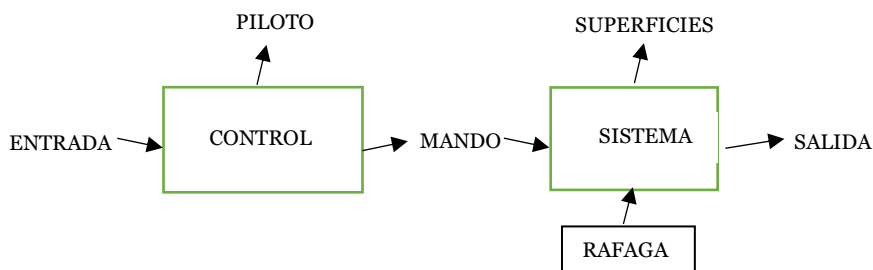 PILOTO
SUPERFICIES
ENTRADA
CONTROL
MANDO
SISTEMA
SALIDA
RAFAGA